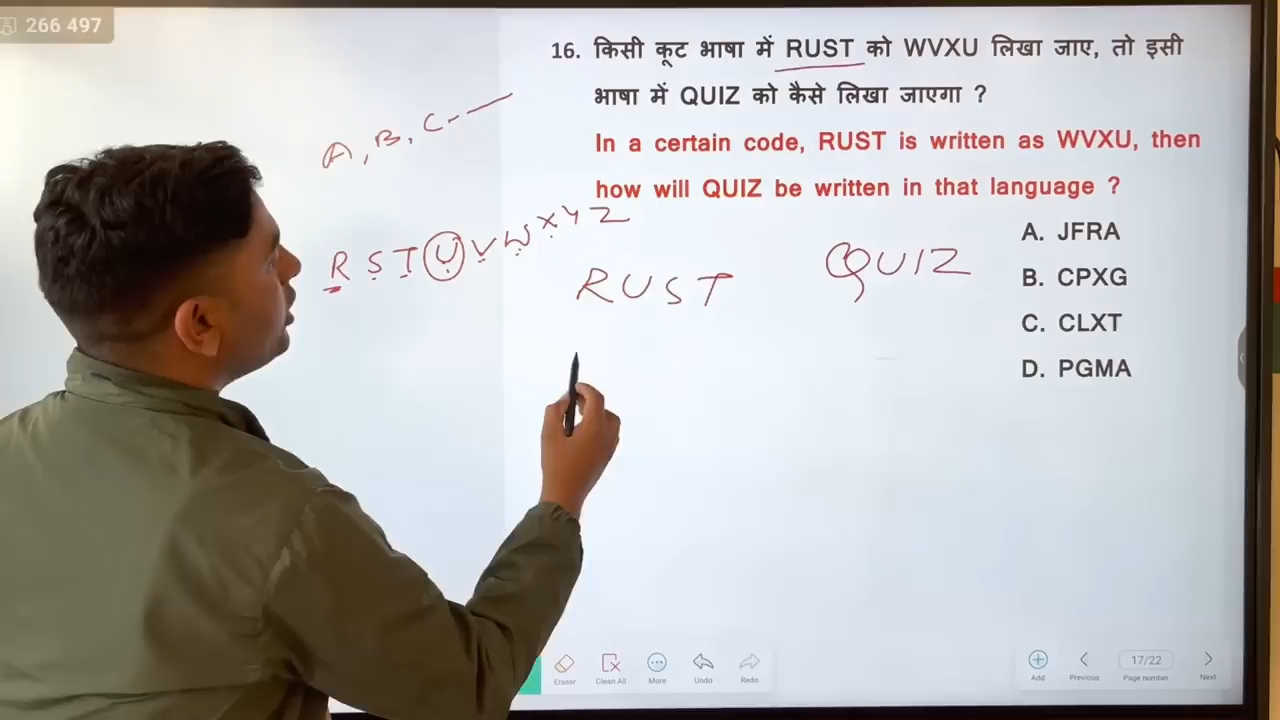 266 497
16. किसी कूट भाषा में RUST को WVXU लिखा जाए, तो इसी
भाषा में QUIZ को कैसे लिखा जाएगा ?
In a certain code, RUST is written as WVXU, then
how will QUIZ be written in that language ?
A. JFRA
B. CPXG
C. CLXT
D. PGMA
A, B, C - —
R S T U V W X Y Z
RUST
QUIZ
Eraser
Clean All
More
Undo
Redo
Add
Previous
17/22
Page number
Next